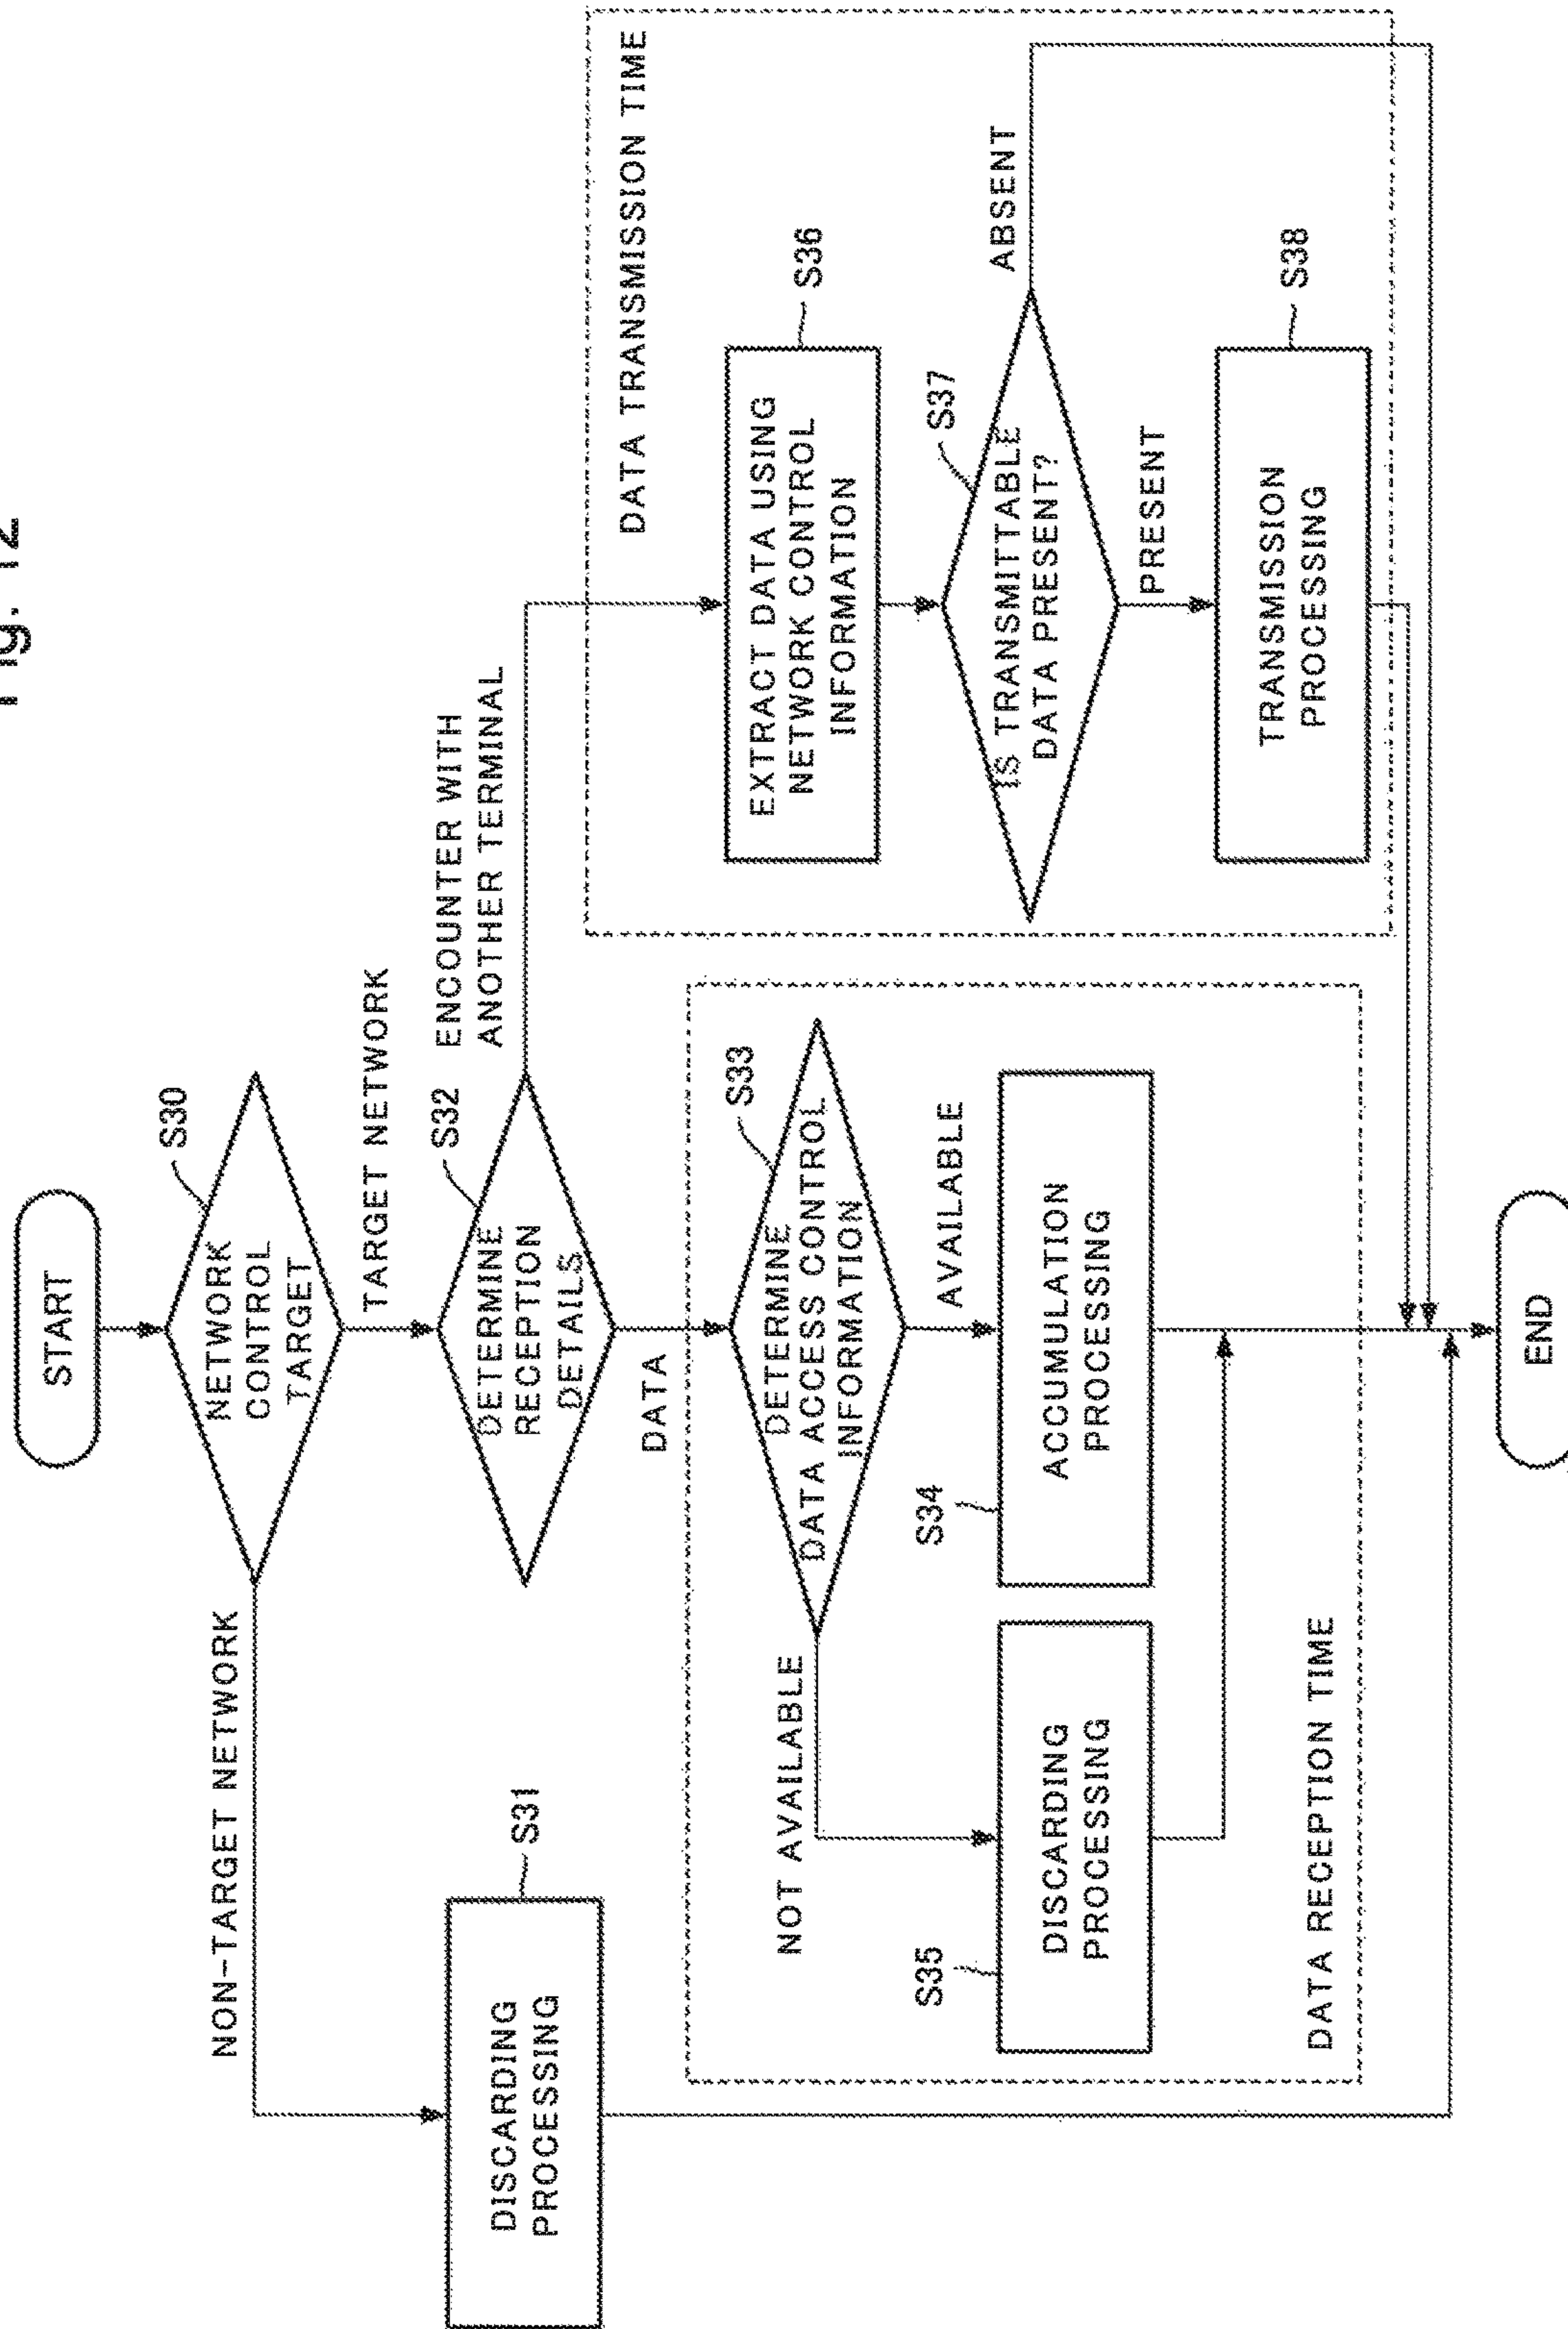 Fig. 12
START
S30
NETWORK
CONTROL
TARGET
NON-TARGET NETWORK
TARGET NETWORK
S31
DISCARDING
PROCESSING
S32
DETERMINE
RECEPTION
DETAILS
ENCOUNTER WITH
ANOTHER TERMINAL
DATA
S33
DETERMINE
DATA ACCESS CONTROL
INFORMATION
NOT AVAILABLE
AVAILABLE
S35
DISCARDING
PROCESSING
S34
ACCUMULATION
PROCESSING
DATA RECEPTION TIME
DATA TRANSMISSION TIME
S36
EXTRACT DATA USING
NETWORK CONTROL
INFORMATION
S37
IS TRANSMITTABLE
DATA PRESENT?
ABSENT
PRESENT
S38
TRANSMISSION
PROCESSING
END